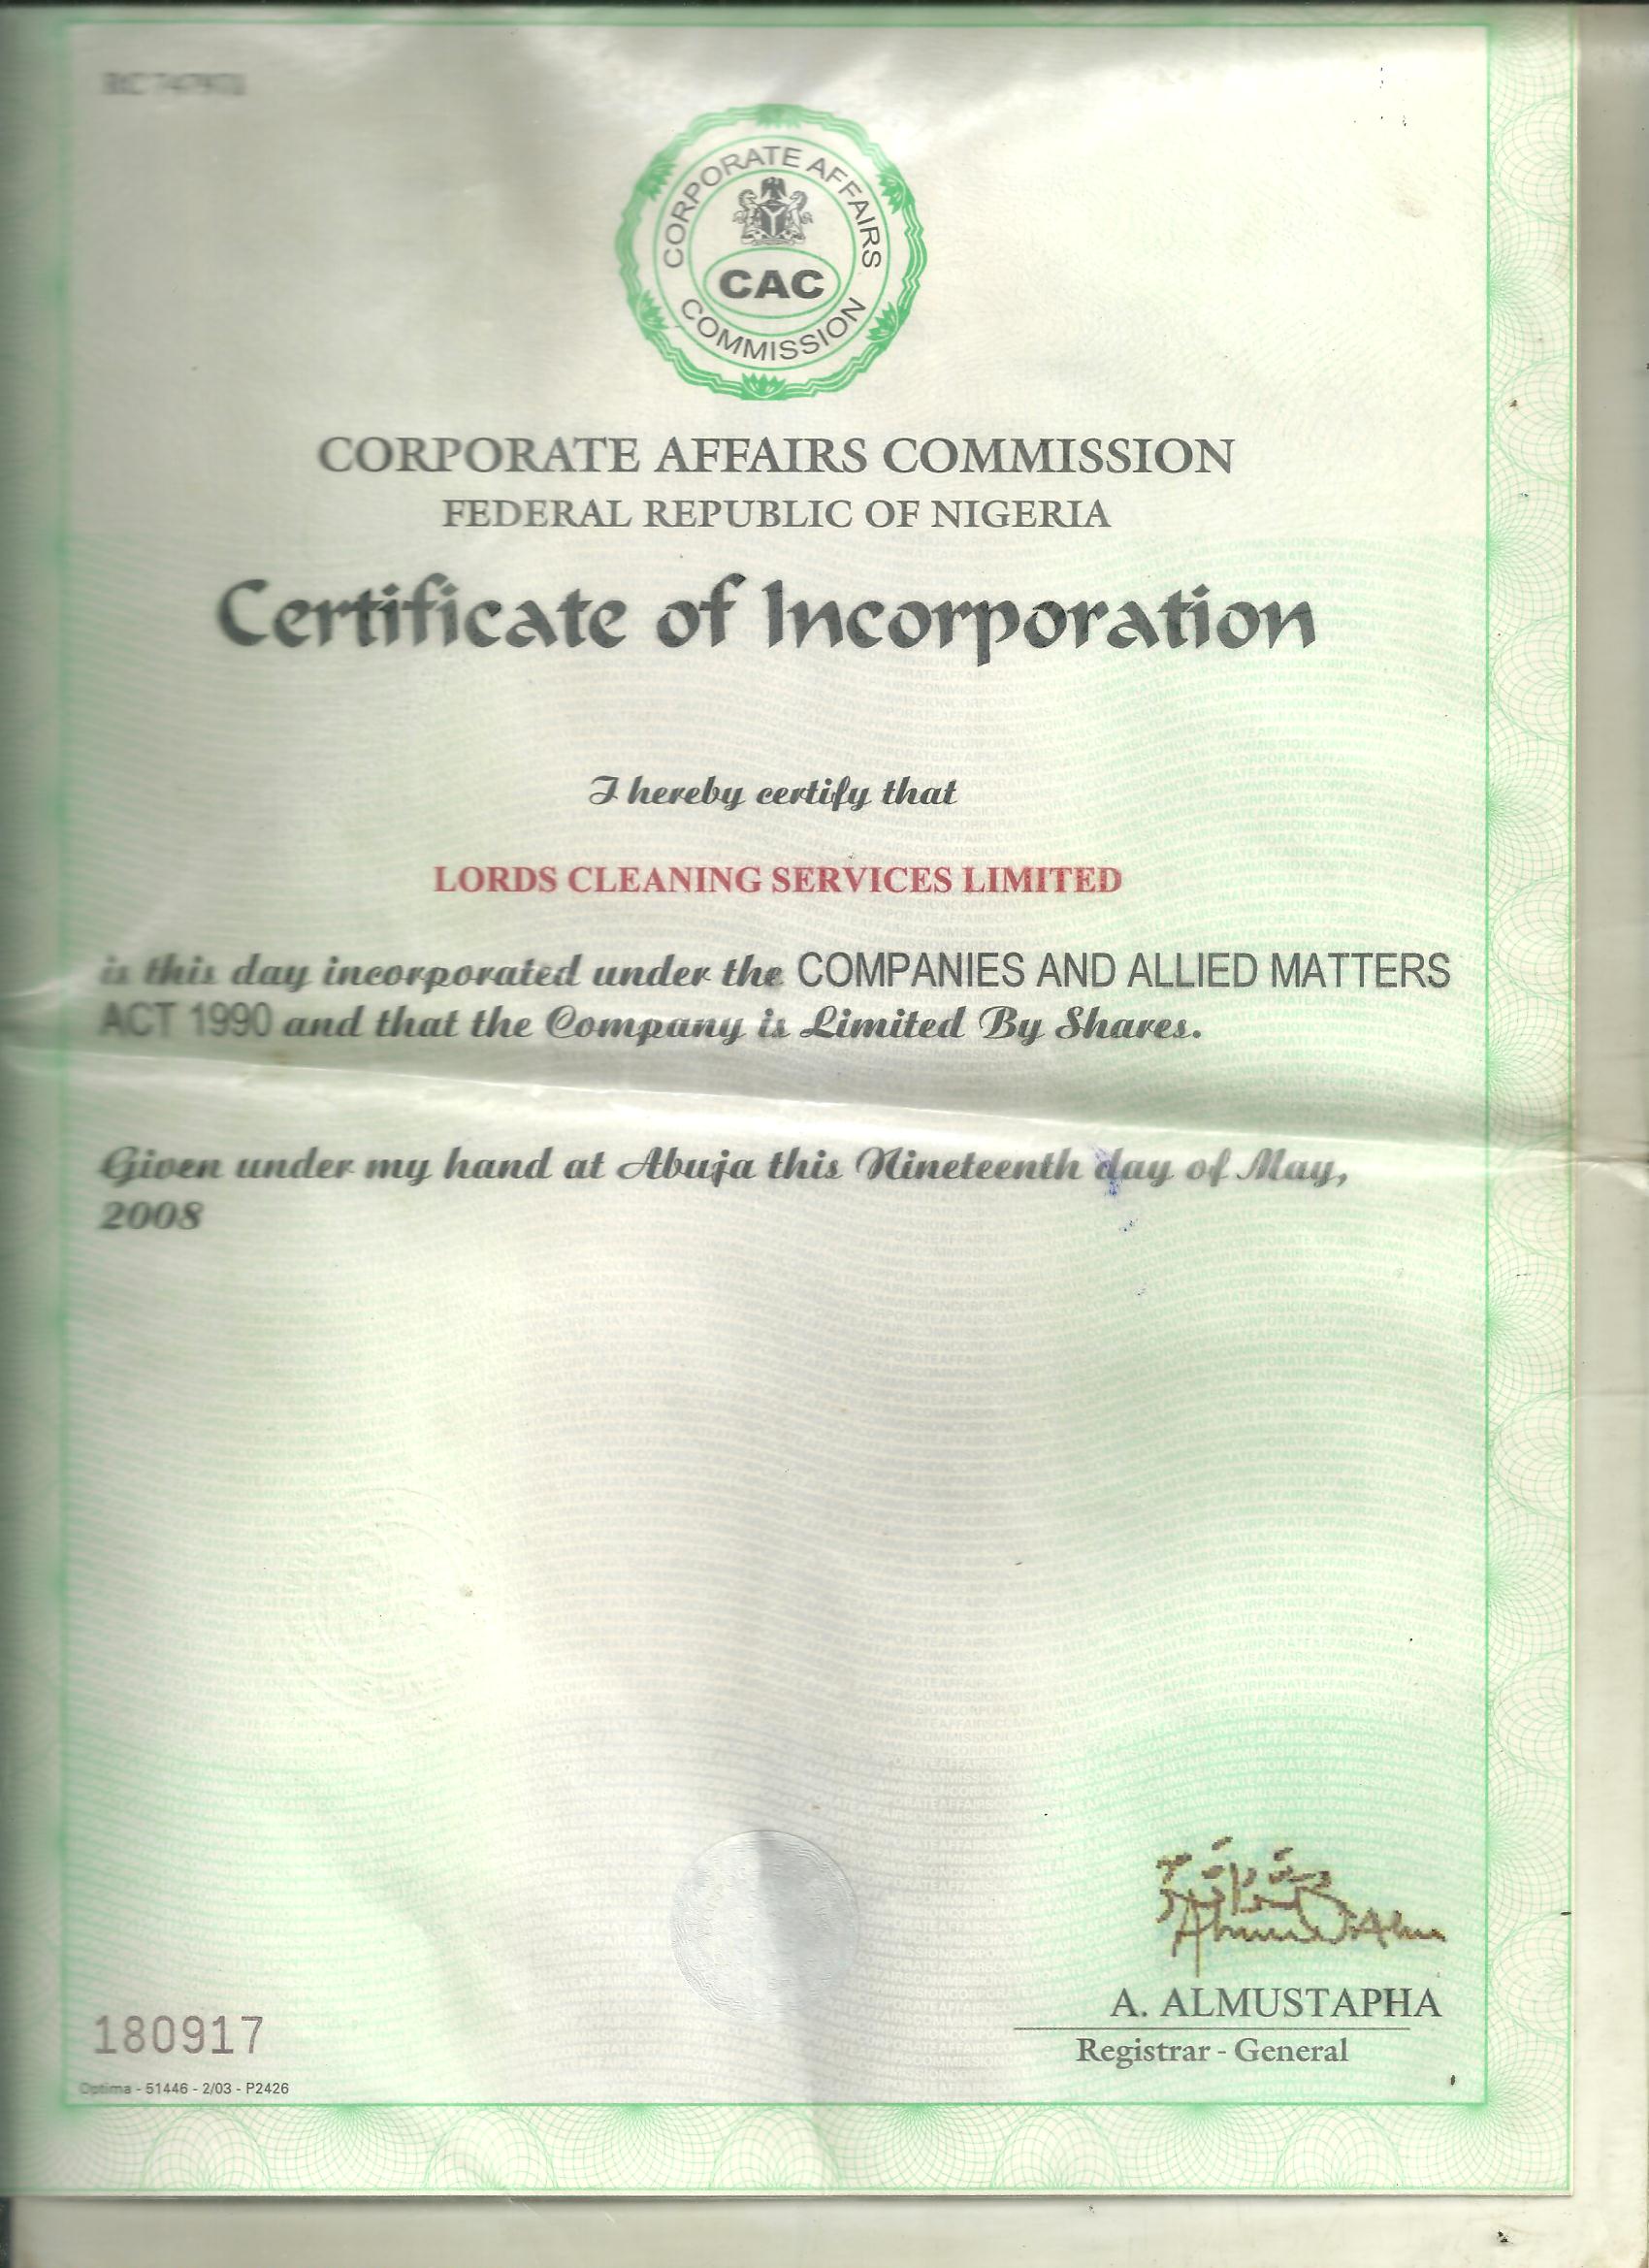 CORPORATE AFFAIRS
CAC
COMMISSION
CORPORATE AFFAIRS COMMISSION
FEDERAL REPUBLIC OF NIGERIA
Certificate of Incorporation
I hereby certify that
LORDS CLEANING SERVICES LIMITED
is this day incorporated under the COMPANIES AND ALLIED MATTERS
ACT 1990 and that the Company is Limited By Shares.
Given under my hand at Abuja this Nineteenth day of May,
2008
A. ALMUSTAPHA
Registrar - General
180917
Optima - 51446 - 2/03 - P2426